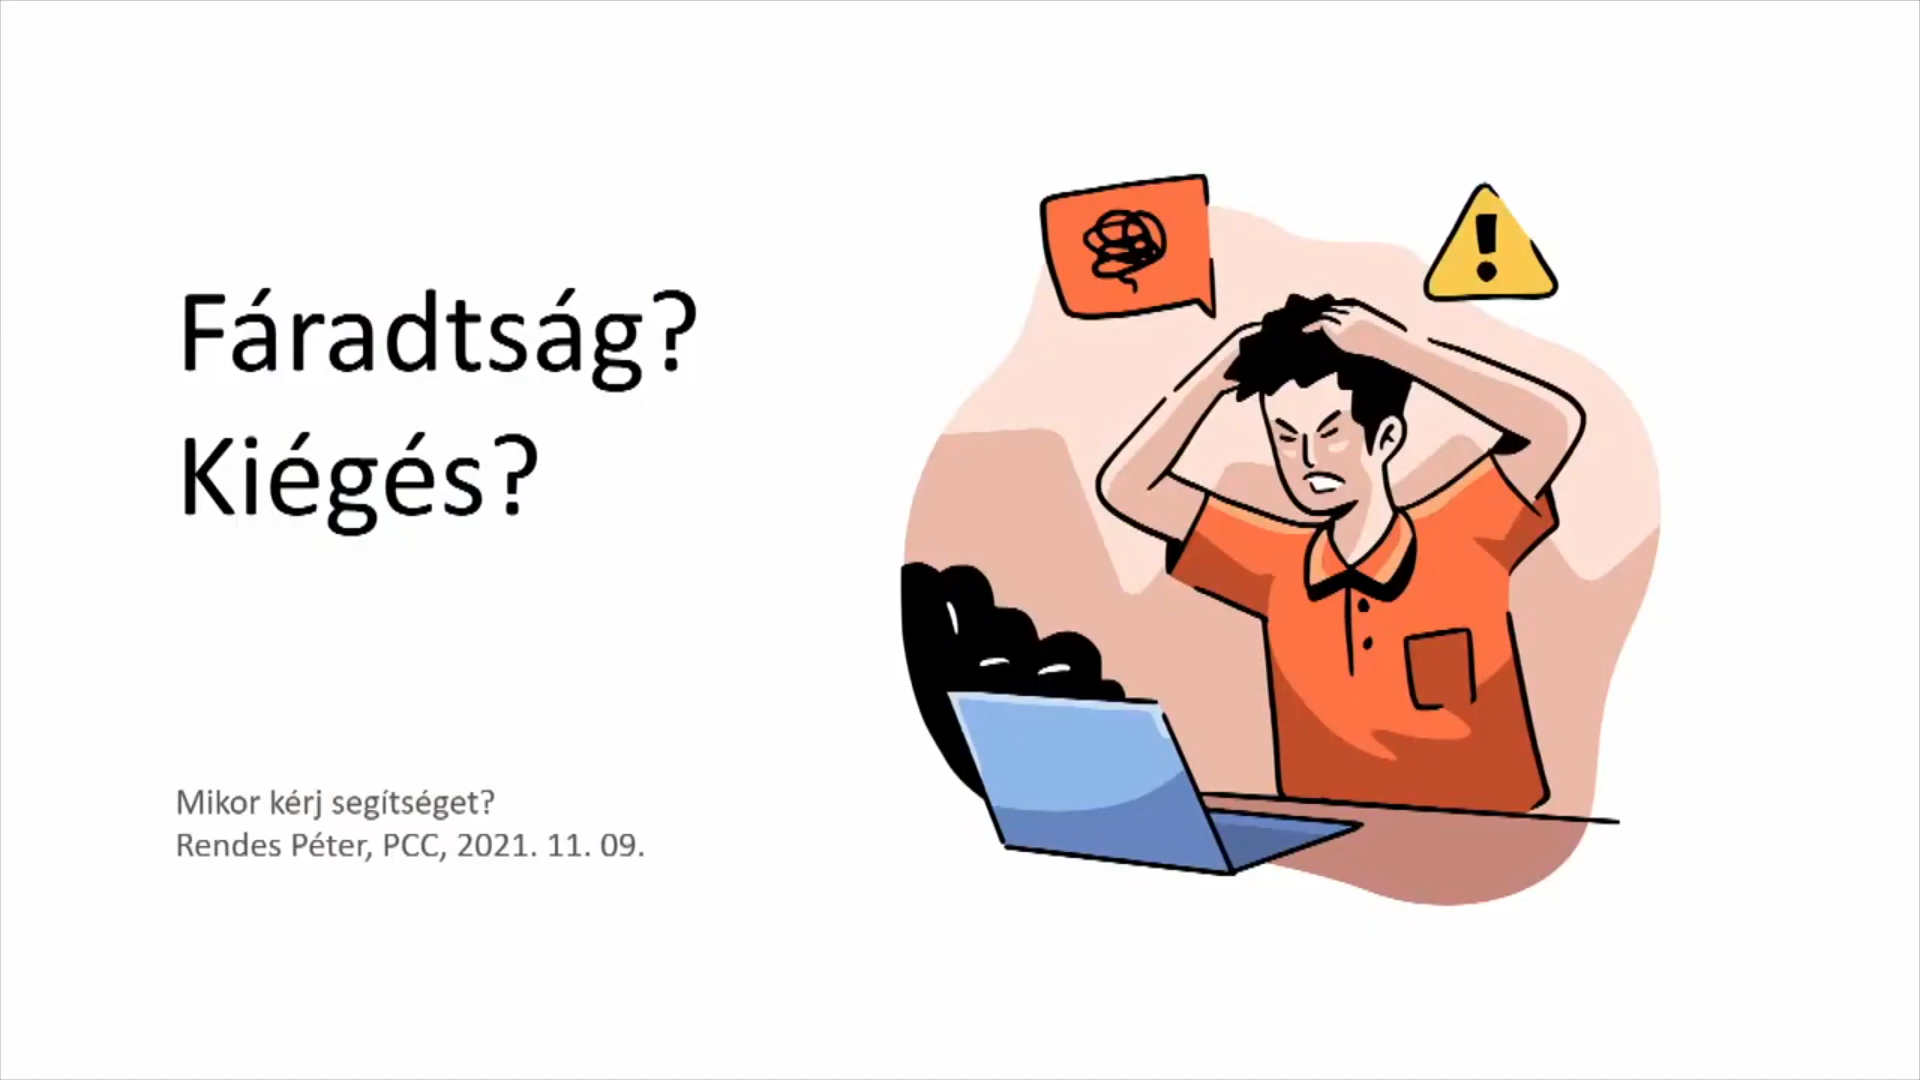 Fáradtság?
Kiégés?
Mikor kérj segítséget?
Rendes Péter, PCC, 2021. 11. 09.